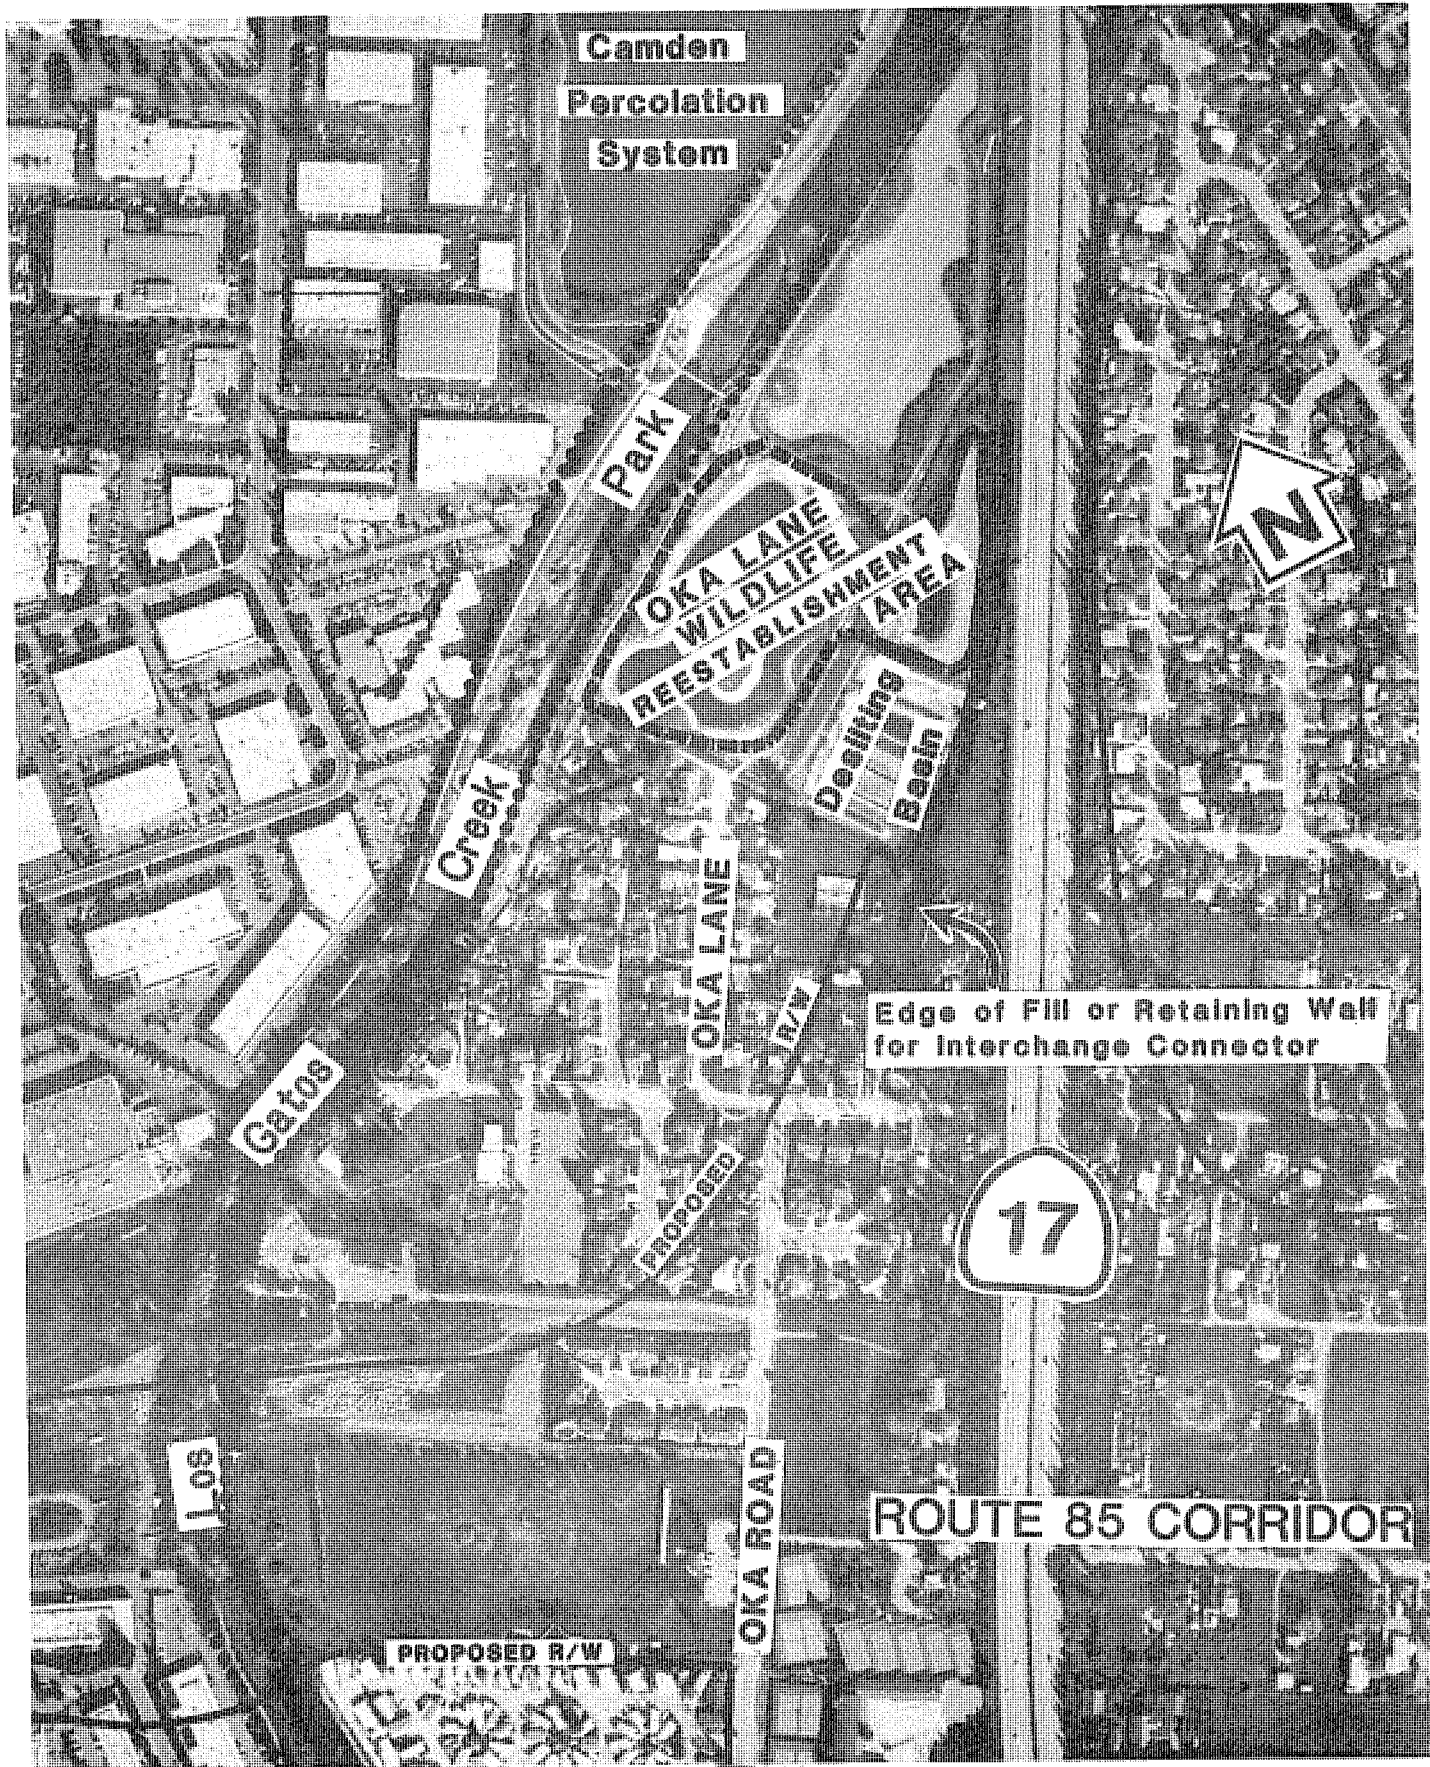 Camden
Percolation
System
Park
N
OKA LANE
WILDLIFE
REESTABLISHMENT
AREA
Desilting
Basin
Creek
OKA LANE
R/W
Edge of Fill or Retaining Wall
for Interchange Connector
Gatos
PROPOSED
17
Los
ROUTE 85 CORRIDOR
OKA ROAD
PROPOSED R/W